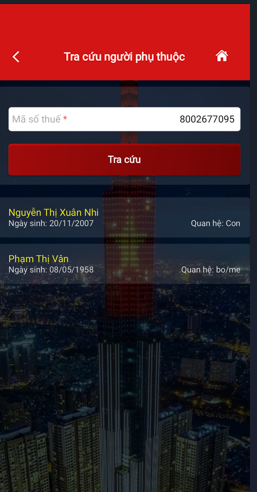 Tra cứu người phụ thuộc
Mã số thuế * 8002677095
Tra cứu
Nguyễn Thị Xuân Nhi
Ngày sinh: 20/11/2007 Quan hệ: Con
Phạm Thị Vân
Ngày sinh: 08/05/1958 Quan hệ: bo/me